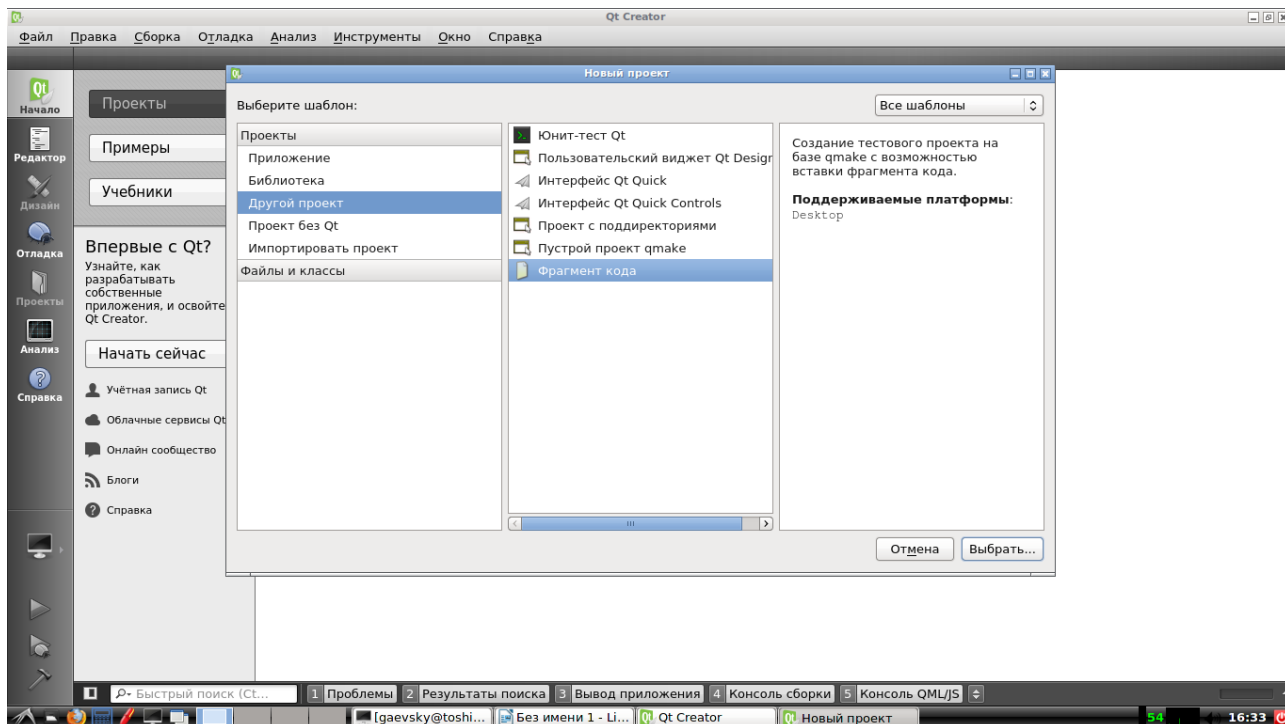 Qt Creator
Файл Правка Сборка Отладка Анализ Инструменты Окно Справка
Начало
Редактор
Дизайн
Отладка
Проекты
Анализ
Справка
Проекты
Примеры
Учебники
Впервые с Qt?
Узнайте, как
разрабатывать
собственные
приложения, и освойте
Qt Creator.
Начать сейчас
Учётная запись Qt
Облачные сервисы Qt
Онлайн сообщество
Блоги
Справка
Новый проект
Выберите шаблон:
Все шаблоны
Проекты
Приложение
Библиотека
Другой проект
Проект без Qt
Импортировать проект
Файлы и классы
Юнит-тест Qt
Пользовательский виджет Qt Desigr
Интерфейс Qt Quick
Интерфейс Qt Quick Controls
Проект с поддиректориями
Пустрой проект qmake
Фрагмент кода
Создание тестового проекта на
базе qmake с возможностью
вставки фрагмента кода.
Поддерживаемые платформы:
Desktop
Отмена
Выбрать...
Быстрый поиск (Ct...
1 Проблемы 2 Результаты поиска 3 Вывод приложения 4 Консоль сборки 5 Консоль QML/JS
[gaevsky@toshi... Без имени 1 - Li... Qt Creator Новый проект 54 16:33